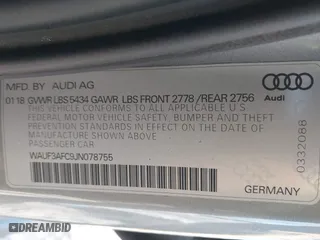 MFD. BY AUDI AG
01 18 GVWR LBS 5434 GAWR LBS FRONT 2778 /REAR 2756
THIS VEHICLE CONFORMS TO ALL APPLICABLE U.S.
FEDERAL MOTOR VEHICLE SAFETY, BUMPER AND THEFT
PREVENTION STANDARDS IN EFFECT ON THE DATE OF
MANUFACTURE SHOWN ABOVE.
PASSENGER CAR
WAUF3AFC9JN078755
Audi
0332088
GERMANY
DEALERSHIP.CC